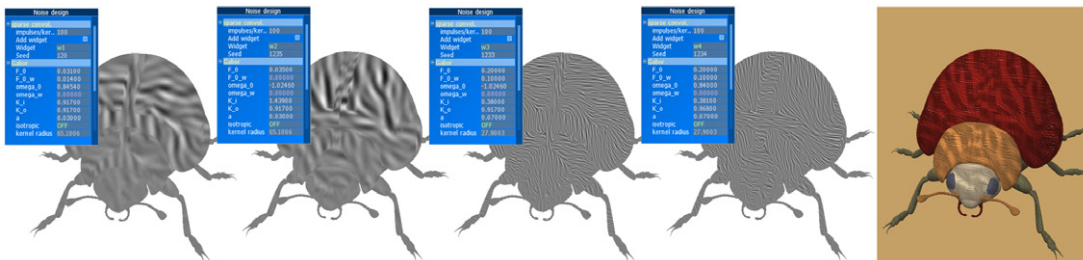 Noise design
sparse convol.
impulses/ker.. 100
Add widget
Widget w1
Seed 120
Gabor
F_0 0.03100
F_0_w 0.01400
omega_0 0.84540
omega_w 0.00000
K_i 0.91700
K_o 0.91700
a 0.03000
isotropic OFF
kernel radius 65.1006
Noise design
sparse convol.
impulses/ker.. 100
Add widget
Widget w2
Seed 1235
Gabor
F_0 0.03500
F_0_w 0.00000
omega_0 -1.02460
omega_w 0.00000
K_i 1.43900
K_o 0.91700
a 0.03000
isotropic OFF
kernel radius 65.1006
Noise design
sparse convol.
impulses/ker.. 100
Add widget
Widget w3
Seed 1233
Gabor
F_0 0.20000
F_0_w 0.10000
omega_0 -1.02460
omega_w 0.00000
K_i 0.38000
K_o 0.91700
a 0.07000
isotropic OFF
kernel radius 27.9003
Noise design
sparse convol.
impulses/ker.. 100
Add widget
Widget w4
Seed 1234
Gabor
F_0 0.20000
F_0_w 0.10000
omega_0 0.84000
omega_w 0.00000
K_i 0.38100
K_o 0.96800
a 0.07000
isotropic OFF
kernel radius 27.9003